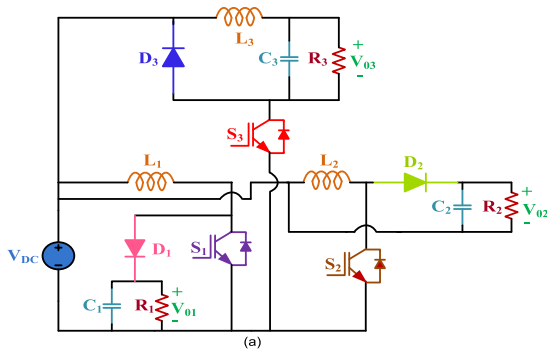 L3
D3
C3
R3
+
V03
-
S3
L1
L2
D2
C2
R2
+
V02
-
VDC
+
-
D1
S1
S2
C1
R1
+
V01
-
(a)